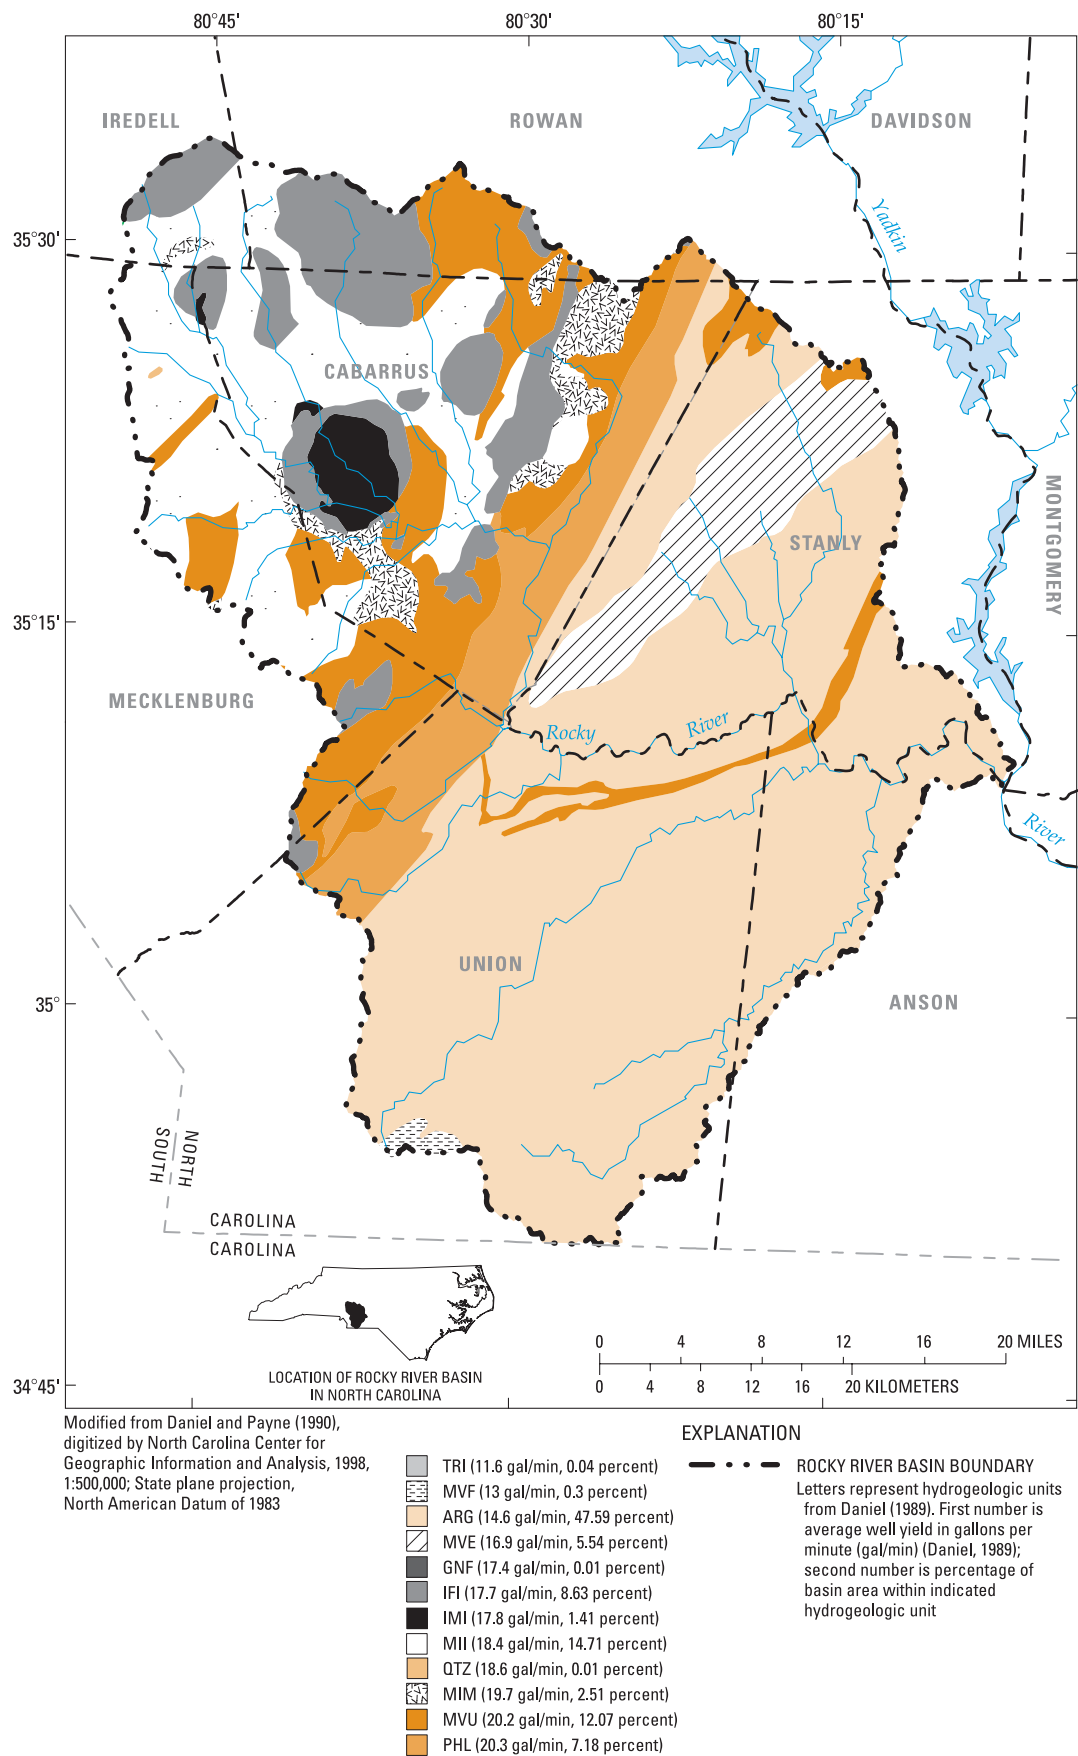 80°45'
80°30'
80°15'
IREDELL
ROWAN
DAVIDSON
Yadkin
35°30'
CABARRUS
MONTGOMERY
STANLY
35°15'
MECKLENBURG
Rocky
River
River
UNION
35°
ANSON
NORTH
SOUTH
CAROLINA
CAROLINA
0 4 8 12 16 20 MILES
0 4 8 12 16 20 KILOMETERS
LOCATION OF ROCKY RIVER BASIN
IN NORTH CAROLINA
34°45'
Modified from Daniel and Payne (1990),
digitized by North Carolina Center for
Geographic Information and Analysis, 1998,
1:500,000; State plane projection,
North American Datum of 1983
EXPLANATION
TRI (11.6 gal/min, 0.04 percent)
MVF (13 gal/min, 0.3 percent)
ARG (14.6 gal/min, 47.59 percent)
MVE (16.9 gal/min, 5.54 percent)
GNF (17.4 gal/min, 0.01 percent)
IFI (17.7 gal/min, 8.63 percent)
IMI (17.8 gal/min, 1.41 percent)
MII (18.4 gal/min, 14.71 percent)
QTZ (18.6 gal/min, 0.01 percent)
MIM (19.7 gal/min, 2.51 percent)
MVU (20.2 gal/min, 12.07 percent)
PHL (20.3 gal/min, 7.18 percent)
ROCKY RIVER BASIN BOUNDARY
Letters represent hydrogeologic units
from Daniel (1989). First number is
average well yield in gallons per
minute (gal/min) (Daniel, 1989);
second number is percentage of
basin area within indicated
hydrogeologic unit